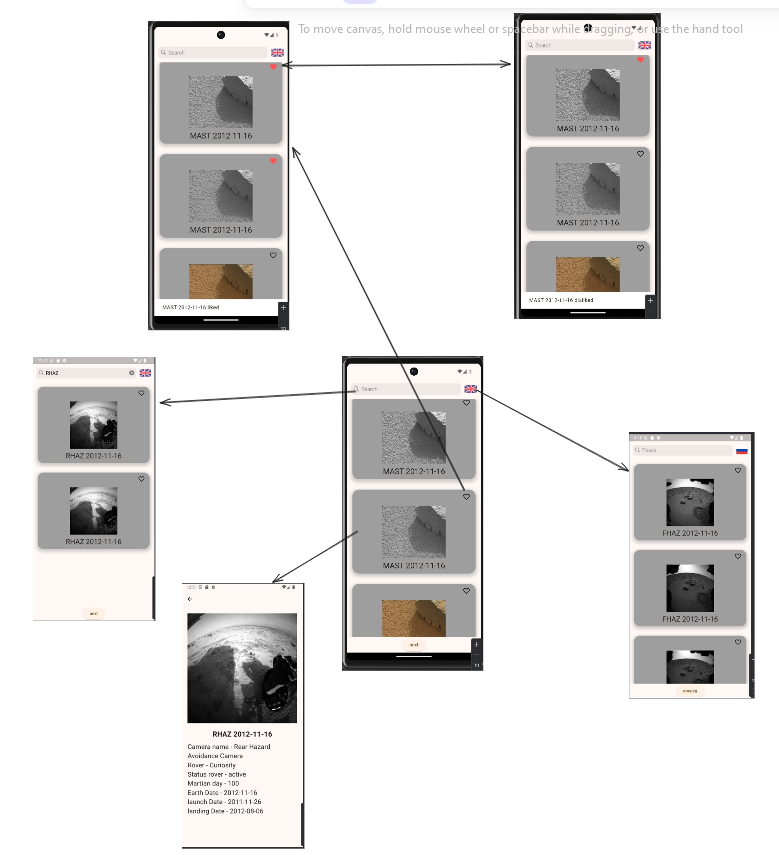 To move canvas, hold mouse wheel or spacebar while dragging, or use the hand tool
Search
MAST 2012-11-16
MAST 2012-11-16
MAST 2012-11-16 liked
Search
MAST 2012-11-16
MAST 2012-11-16
MAST 2012-11-16 disliked
RHAZ
RHAZ 2012-11-16
RHAZ 2012-11-16
next
Search
MAST 2012-11-16
MAST 2012-11-16
next
Поиск
FHAZ 2012-11-16
FHAZ 2012-11-16
вперёд
RHAZ 2012-11-16
Camera name - Rear Hazard
Avoidance Camera
Rover - Curiosity
Status rover - active
Martian day - 100
Earth Date - 2012-11-16
launch Date - 2011-11-26
landing Date - 2012-08-06